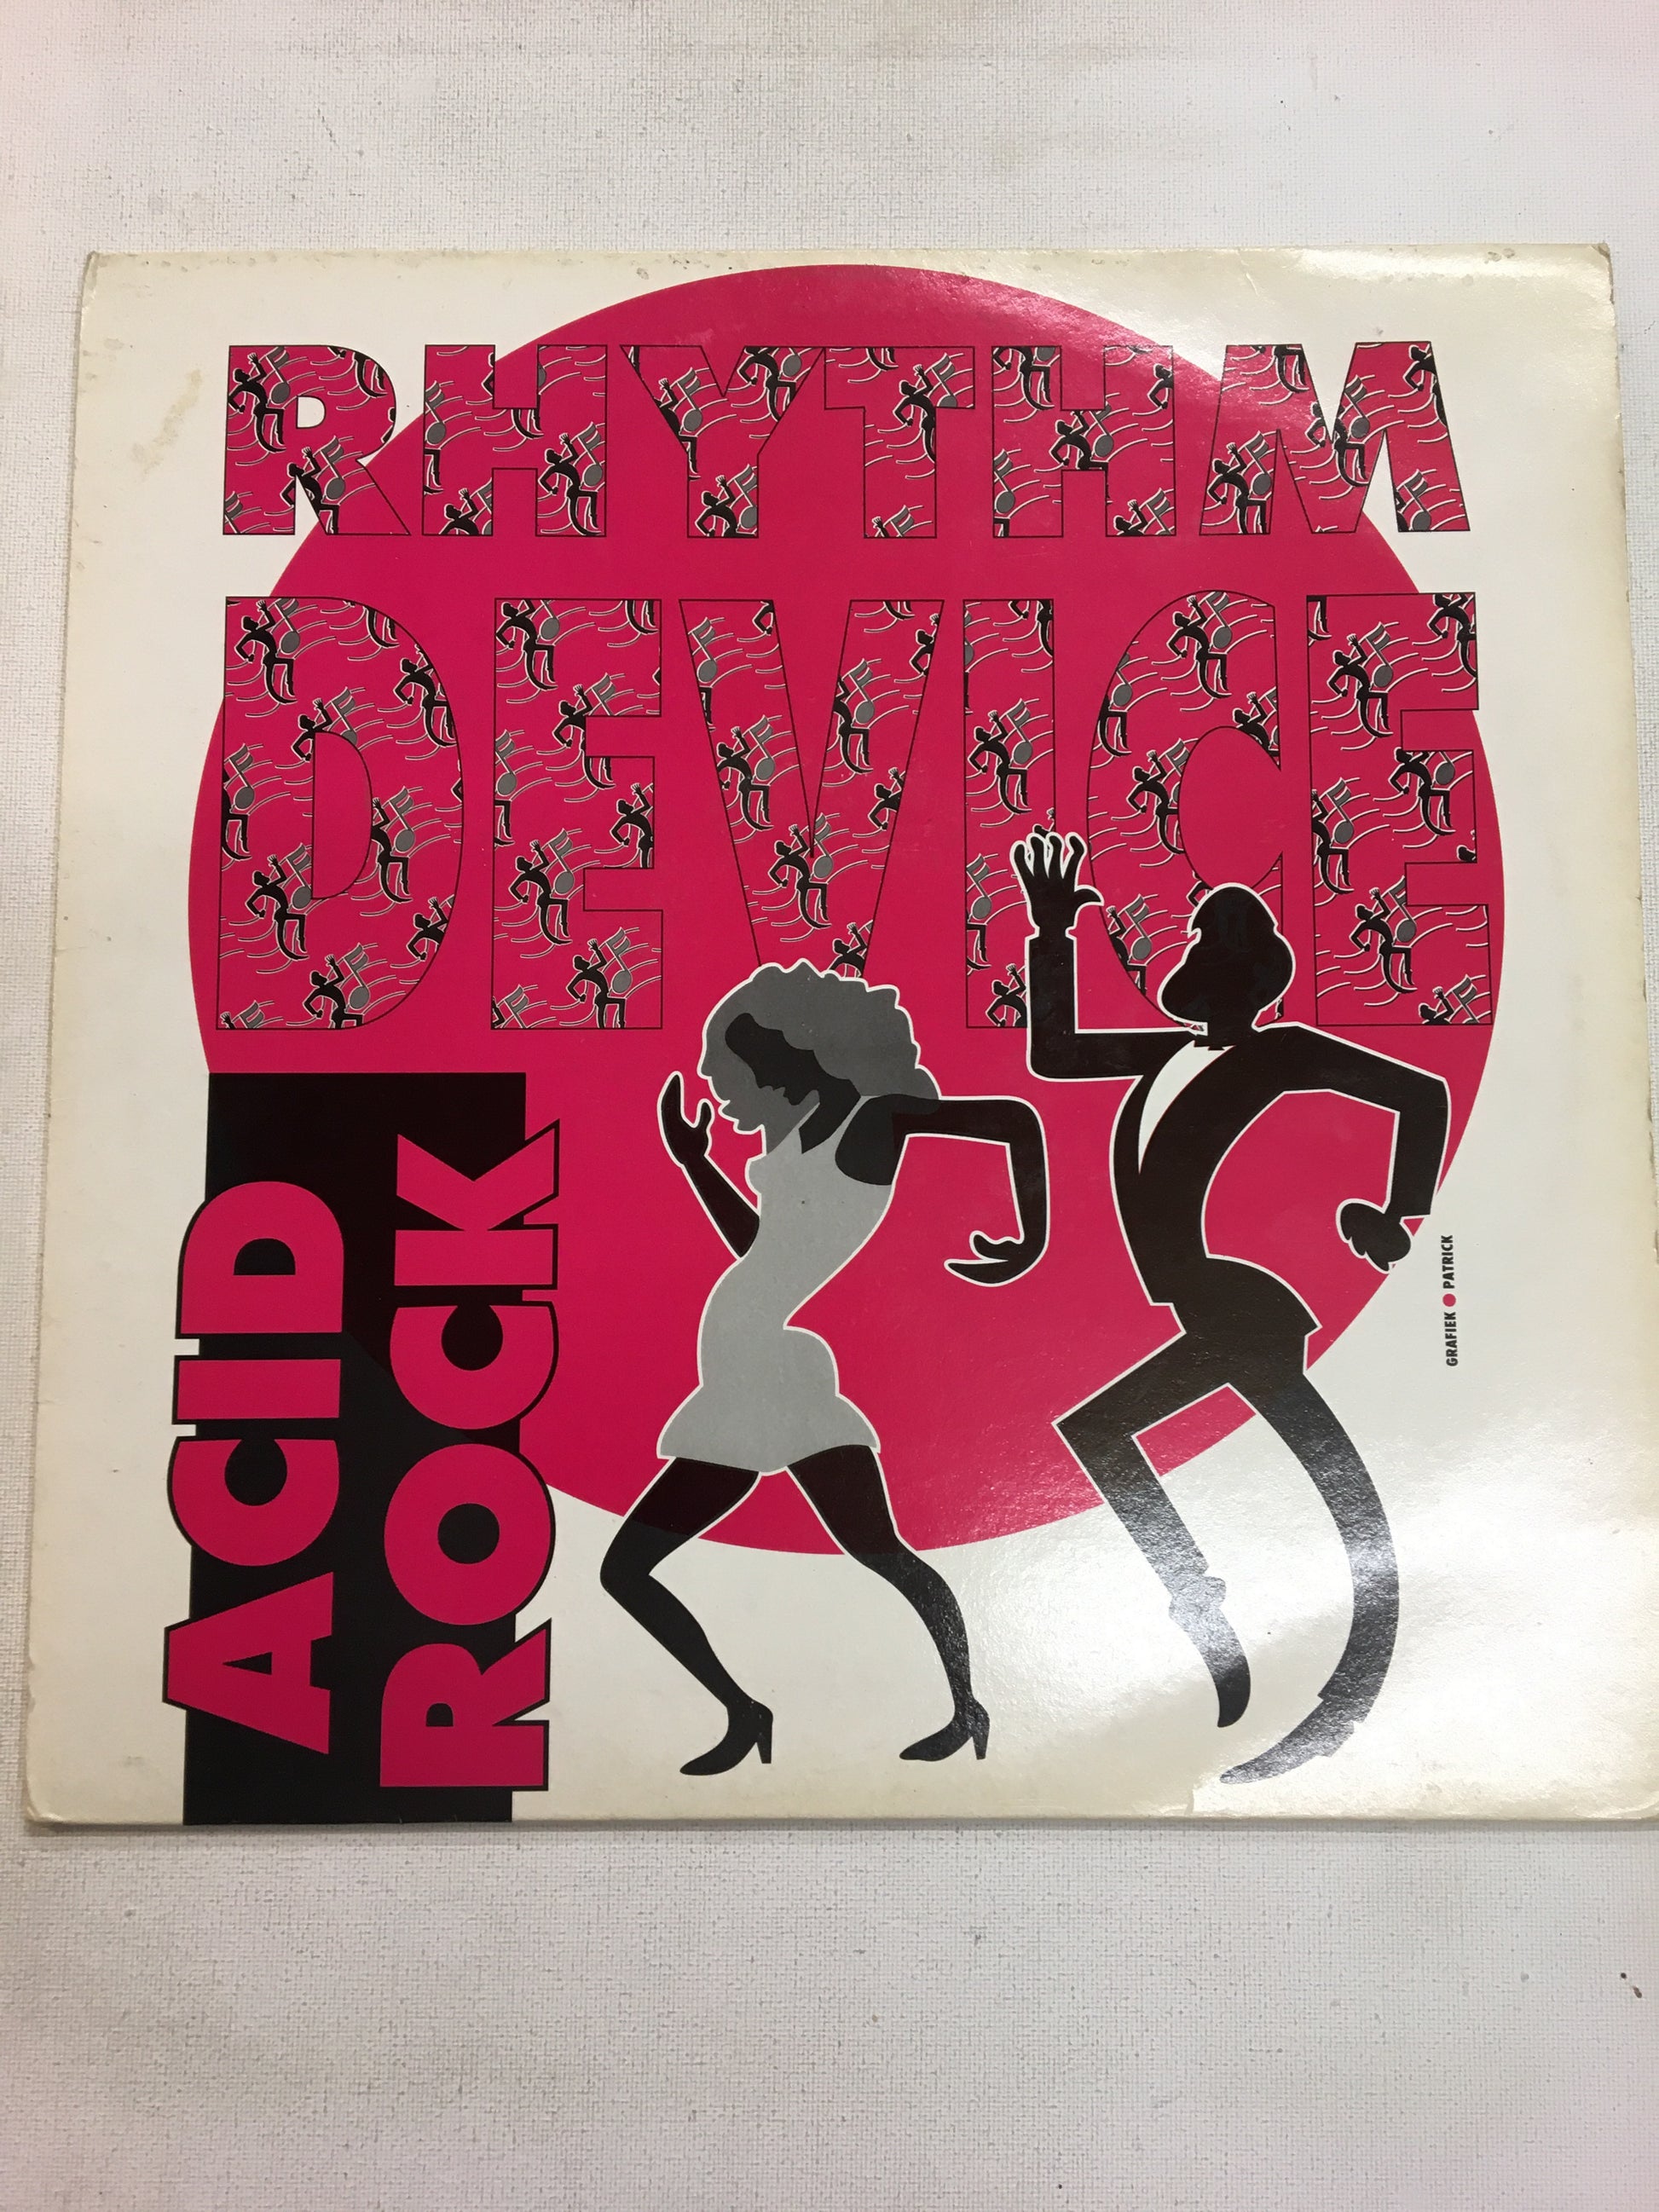 RHYTHM
DEVICE
ACID
ROCK
GRAFIEK ● PATRICK